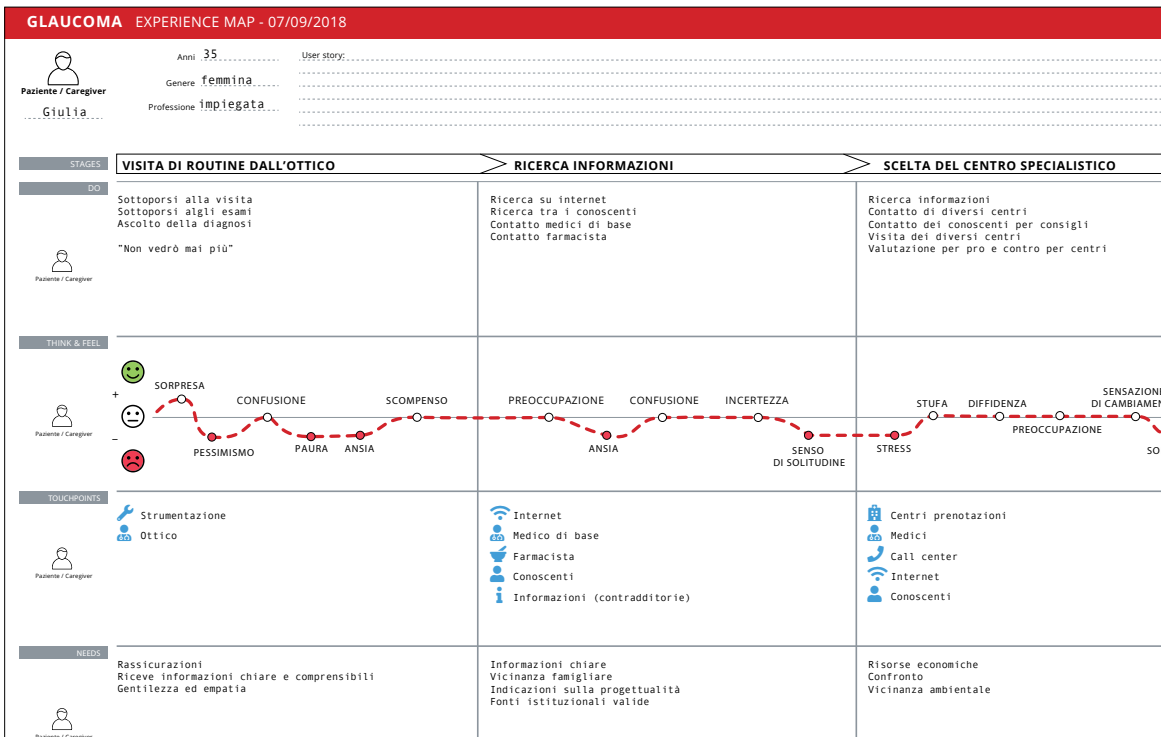 GLAUCOMA EXPERIENCE MAP - 07/09/2018
Paziente / Caregiver
Giulia
Anni 35
Genere femmina
Professione impiegata
User story:
STAGES
VISITA DI ROUTINE DALL'OTTICO
RICERCA INFORMAZIONI
SCELTA DEL CENTRO SPECIALISTICO
DO
Paziente / Caregiver
Sottoporsi alla visita
Sottoporsi algli esami
Ascolto della diagnosi
"Non vedrò mai più"
Ricerca su internet
Ricerca tra i conoscenti
Contatto medici di base
Contatto farmacista
Ricerca informazioni
Contatto di diversi centri
Contatto dei conoscenti per consigli
Visita dei diversi centri
Valutazione per pro e contro per centri
THINK & FEEL
Paziente / Caregiver
+
–
SORPRESA
PESSIMISMO
CONFUSIONE
PAURA
ANSIA
SCOMPENSO
PREOCCUPAZIONE
ANSIA
CONFUSIONE
INCERTEZZA
SENSO
DI SOLITUDINE
STRESS
STUFA
DIFFIDENZA
PREOCCUPAZIONE
SENSAZION
DI CAMBIAMEN
SO
TOUCHPOINTS
Paziente / Caregiver
Strumentazione
Ottico
Internet
Medico di base
Farmacista
Conoscenti
Informazioni (contradditorie)
Centri prenotazioni
Medici
Call center
Internet
Conoscenti
NEEDS
Paziente / Caregiver
Rassicurazioni
Riceve informazioni chiare e comprensibili
Gentilezza ed empatia
Informazioni chiare
Vicinanza famigliare
Indicazioni sulla progettualità
Fonti istituzionali valide
Risorse economiche
Confronto
Vicinanza ambientale